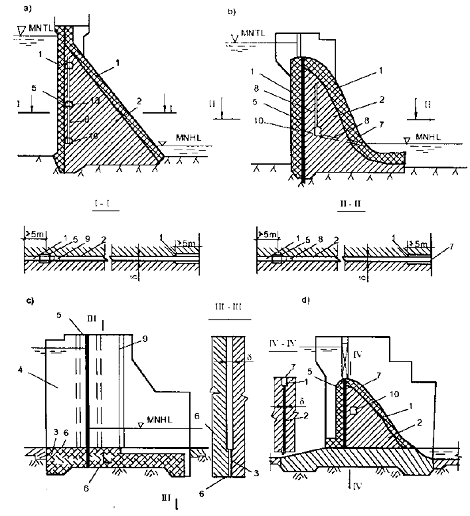 a)
MNTL
1
1
5
2
10
8
10
I
I
MNHL
b)
MNTL
1
8
5
10
1
2
II
II
8
7
MNHL
I - I
II - II
≥5m
1 5 9 2
1
≥5m
δ
≥5m
1 5 8 2
1
≥5m
7
δ
c)
5
III
9
4
MNHL
3 6
6
III
III - III
δ
6
3
6
d)
IV - IV
7
1
δ
2
5
IV
7
10
1
2
IV